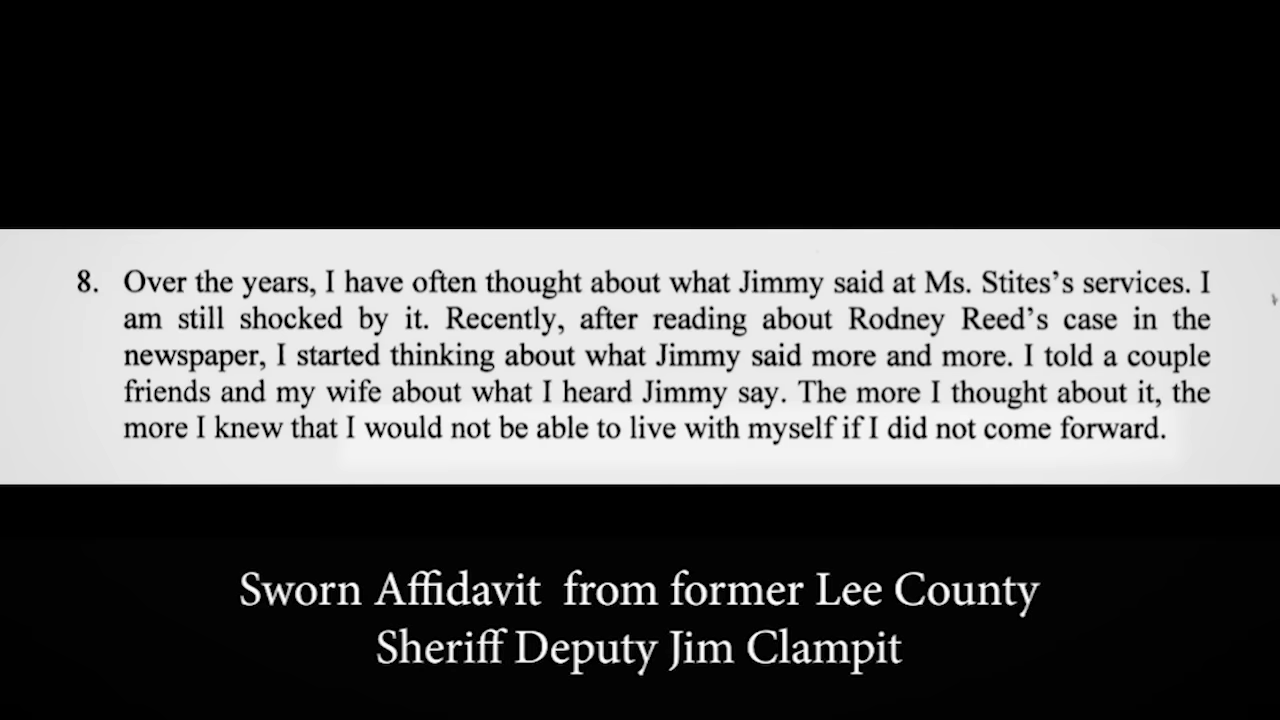 8. Over the years, I have often thought about what Jimmy said at Ms. Stites’s services. I
am still shocked by it. Recently, after reading about Rodney Reed’s case in the
newspaper, I started thinking about what Jimmy said more and more. I told a couple
friends and my wife about what I heard Jimmy say. The more I thought about it, the
more I knew that I would not be able to live with myself if I did not come forward.
Sworn Affidavit from former Lee County
Sheriff Deputy Jim Clampit